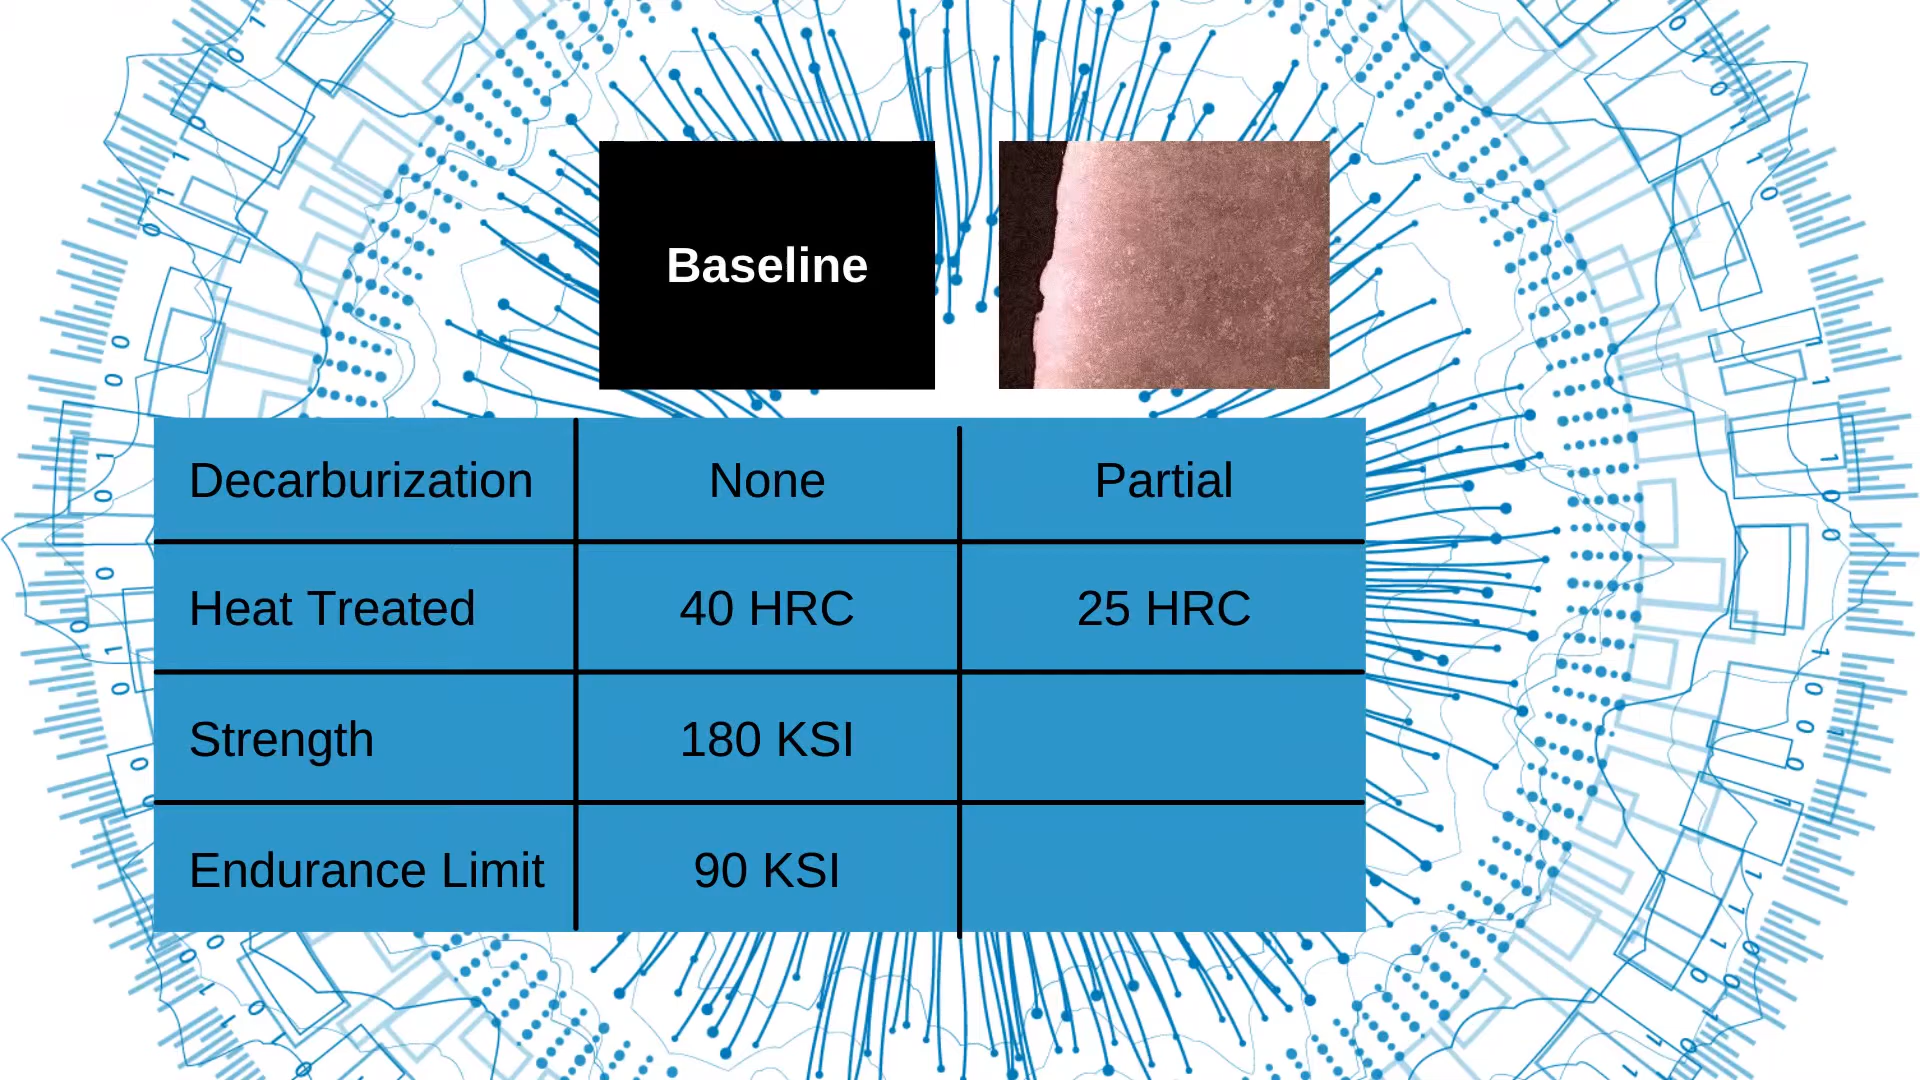 Baseline
Decarburization None Partial
Heat Treated 40 HRC 25 HRC
Strength 180 KSI
Endurance Limit 90 KSI